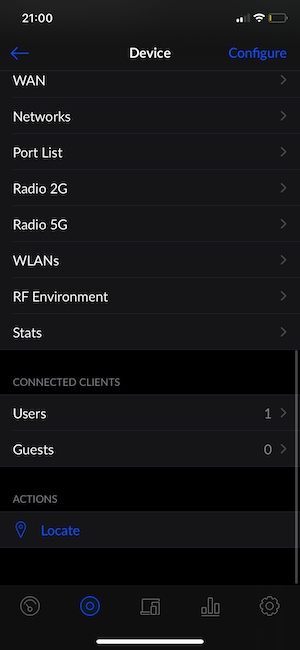 21:00
Device
Configure
WAN
Networks
Port List
Radio 2G
Radio 5G
WLANs
RF Environment
Stats
CONNECTED CLIENTS
Users 1
Guests 0
ACTIONS
Locate